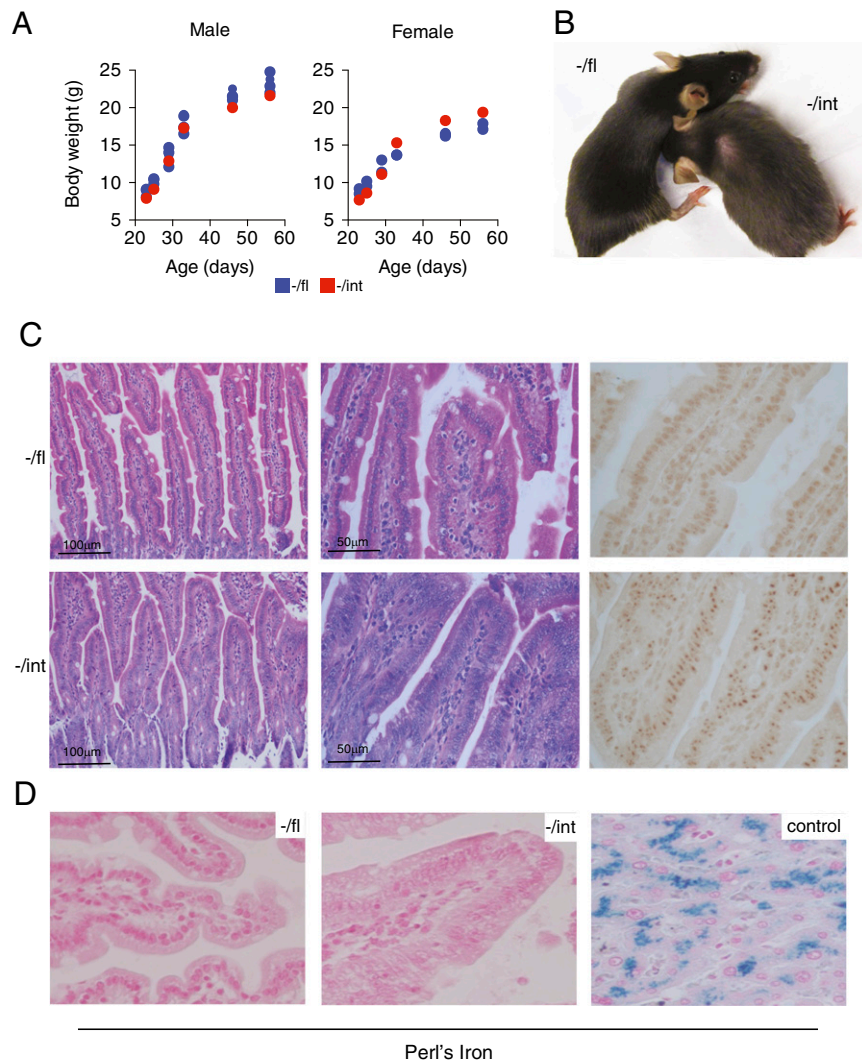 A
Male
Female
Body weight (g)
25
20
15
10
5
20 30 40 50 60
Age (days)
25
20
15
10
5
20 30 40 50 60
Age (days)
-/fl -/int
B
-/fl
-/int
C
-/fl
100µm
50µm
-/int
100µm
50µm
D
-/fl
-/int
control
Perl's Iron